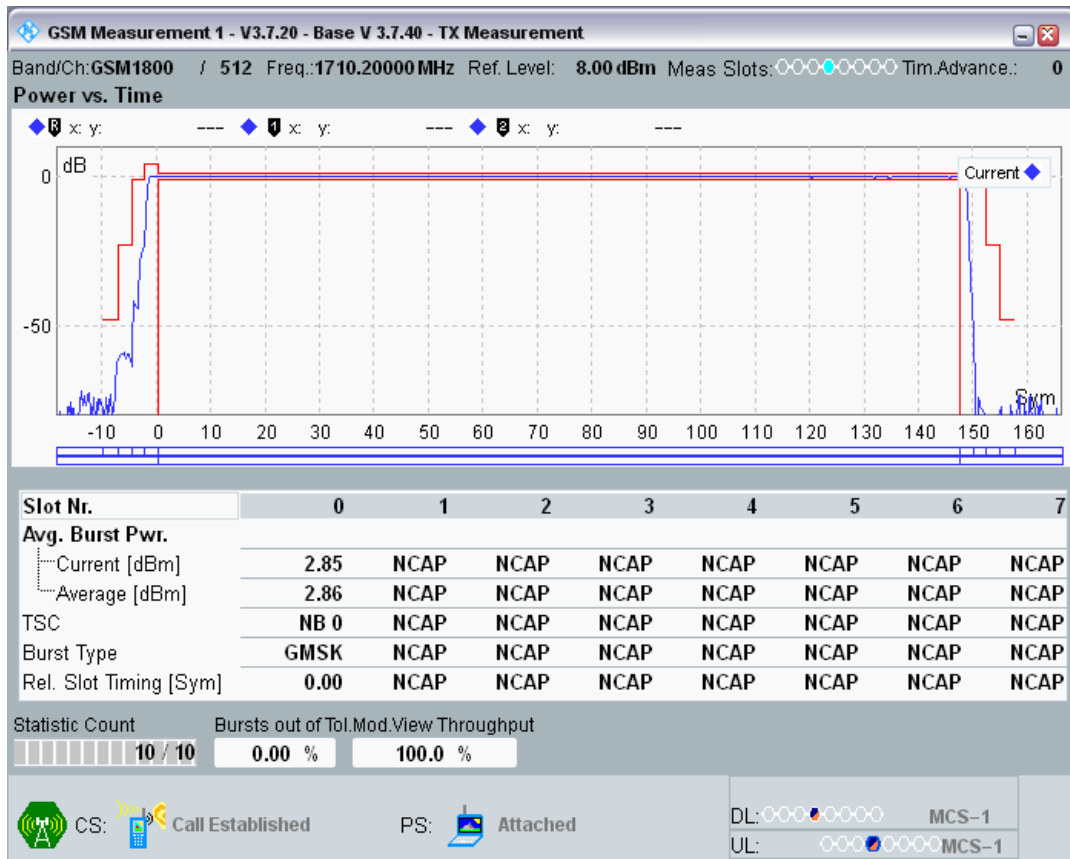 GSM Measurement 1 - V3.7.20 - Base V 3.7.40 - TX Measurement
Band/Ch:GSM1800 / 512 Freq.:1710.20000 MHz Ref. Level: 8.00 dBm Meas Slots: Tim.Advance.: 0
Power vs. Time
R x: y: --- 1 x: y: --- 2 x: y: ---
dB
Current
0
-50
Sym
-10 0 10 20 30 40 50 60 70 80 90 100 110 120 130 140 150 160
Slot Nr. 0 1 2 3 4 5 6 7
Avg. Burst Pwr.
Current [dBm] 2.85 NCAP NCAP NCAP NCAP NCAP NCAP NCAP
Average [dBm] 2.86 NCAP NCAP NCAP NCAP NCAP NCAP NCAP
TSC NB 0 NCAP NCAP NCAP NCAP NCAP NCAP NCAP
Burst Type GMSK NCAP NCAP NCAP NCAP NCAP NCAP NCAP
Rel. Slot Timing [Sym] 0.00 NCAP NCAP NCAP NCAP NCAP NCAP NCAP
Statistic Count Bursts out of Tol. Mod.View Throughput
10 / 10 0.00 % 100.0 %
CS: Call Established PS: Attached
DL: MCS-1
UL: MCS-1